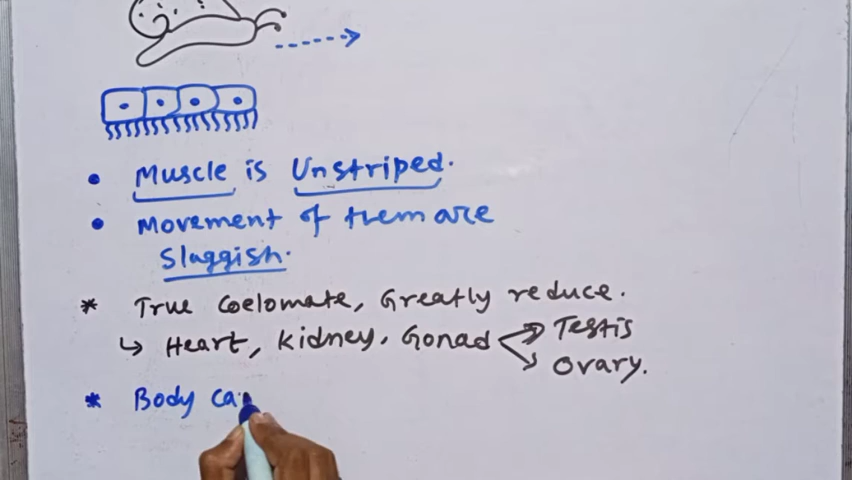 • Muscle is Unstriped.
• Movement of them are
Sluggish.
* True Coelomate, Greatly reduce.
↳ Heart, Kidney, Gonad → Testis
→ Ovary.
* Body ca